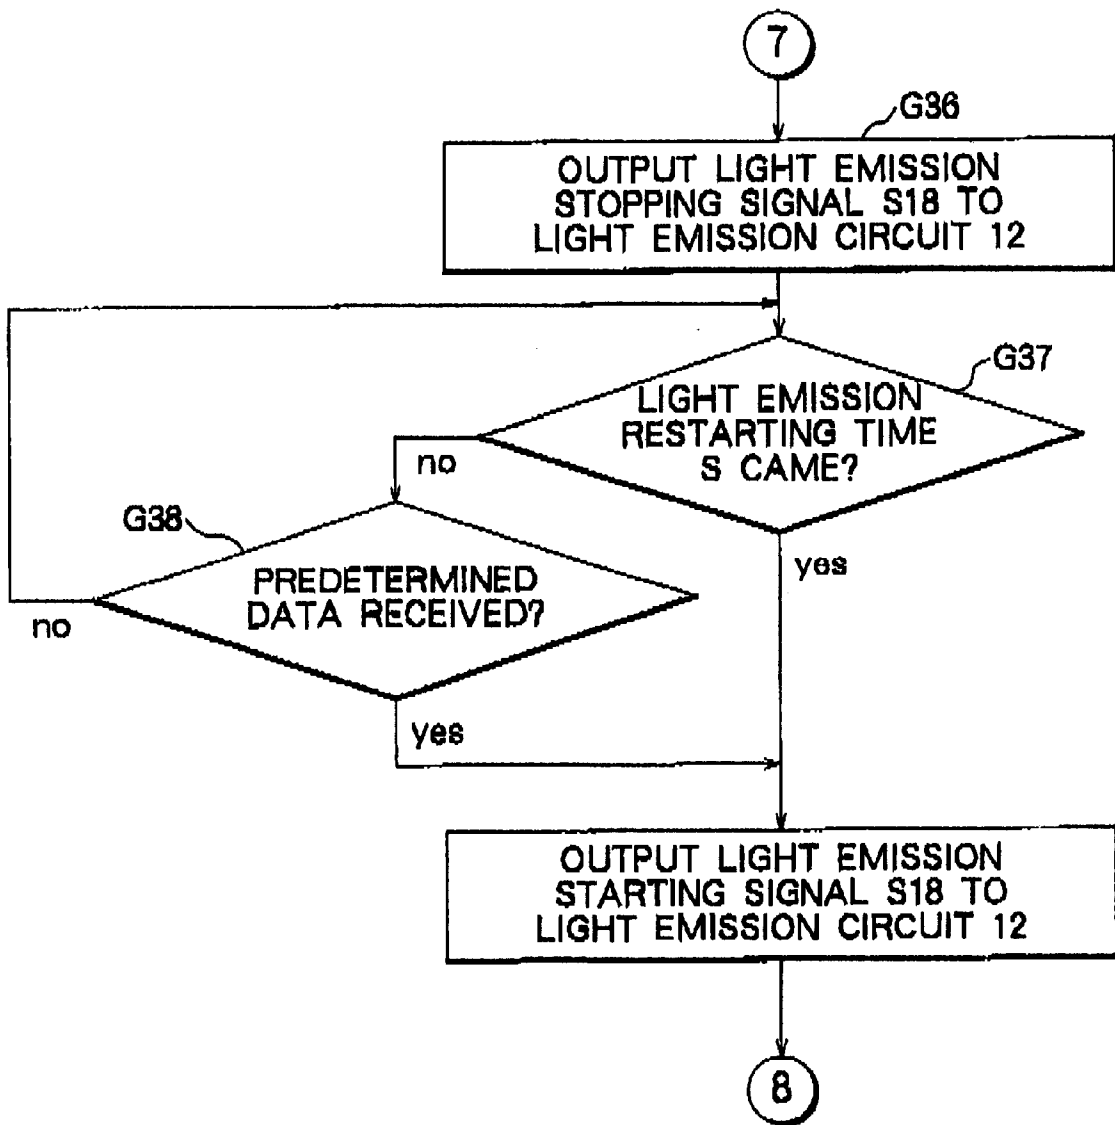 7
G36
OUTPUT LIGHT EMISSION
STOPPING SIGNAL S18 TO
LIGHT EMISSION CIRCUIT 12
G37
LIGHT EMISSION
RESTARTING TIME
S CAME?
no
yes
G38
PREDETERMINED
DATA RECEIVED?
no
yes
OUTPUT LIGHT EMISSION
STARTING SIGNAL S18 TO
LIGHT EMISSION CIRCUIT 12
8